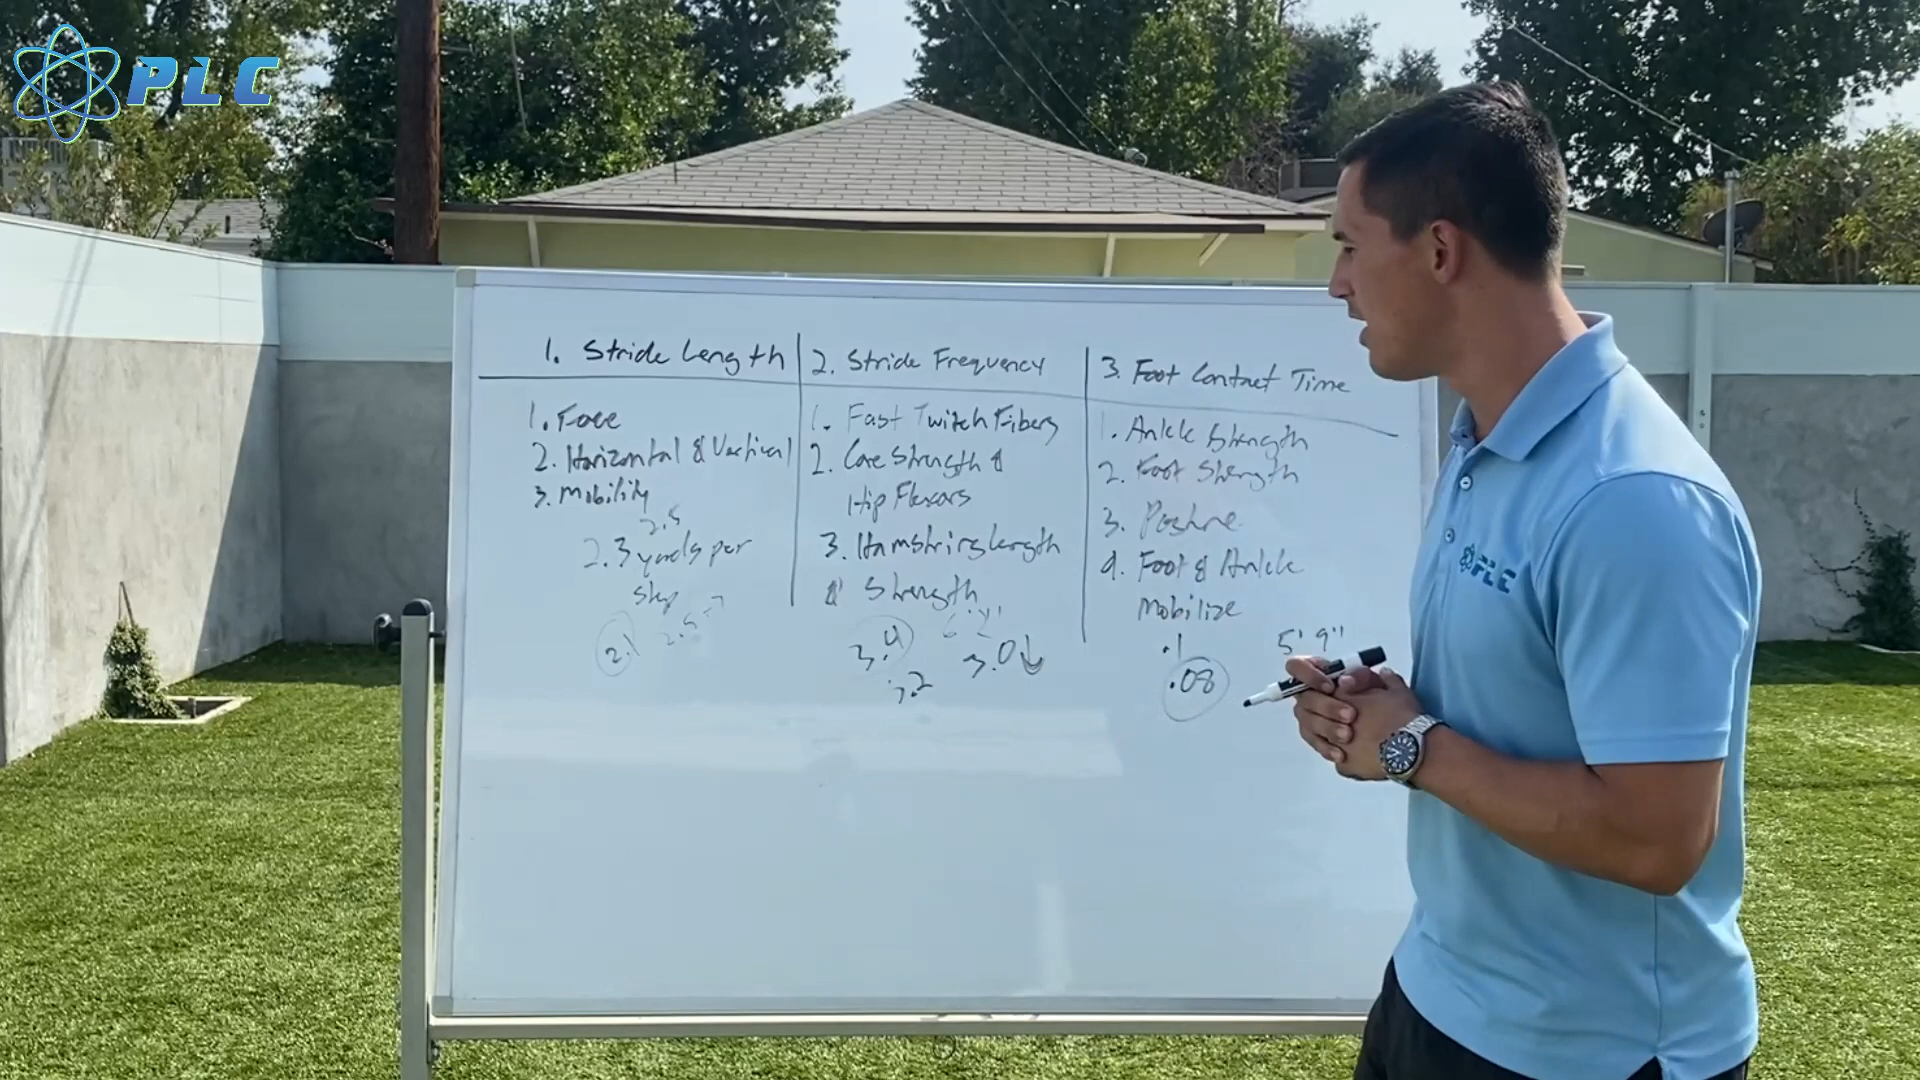 PLC
1. Stride Length
2. Stride Frequency
3. Foot Contact Time
1. Force
2. Horizontal & Vertical
3. Mobility
2.5
2.3 yards per
step
2.1
2.5-7
1. Fast Twitch Fibers
2. Core Strength &
Hip Flexors
3. Hamstring Length
& Strength
3.4
6'2"
3.2
3.0↓
1. Ankle Strength
2. Foot Strength
3. Posture
4. Foot & Ankle
Mobilize
.1
.08
5'9"
PLC